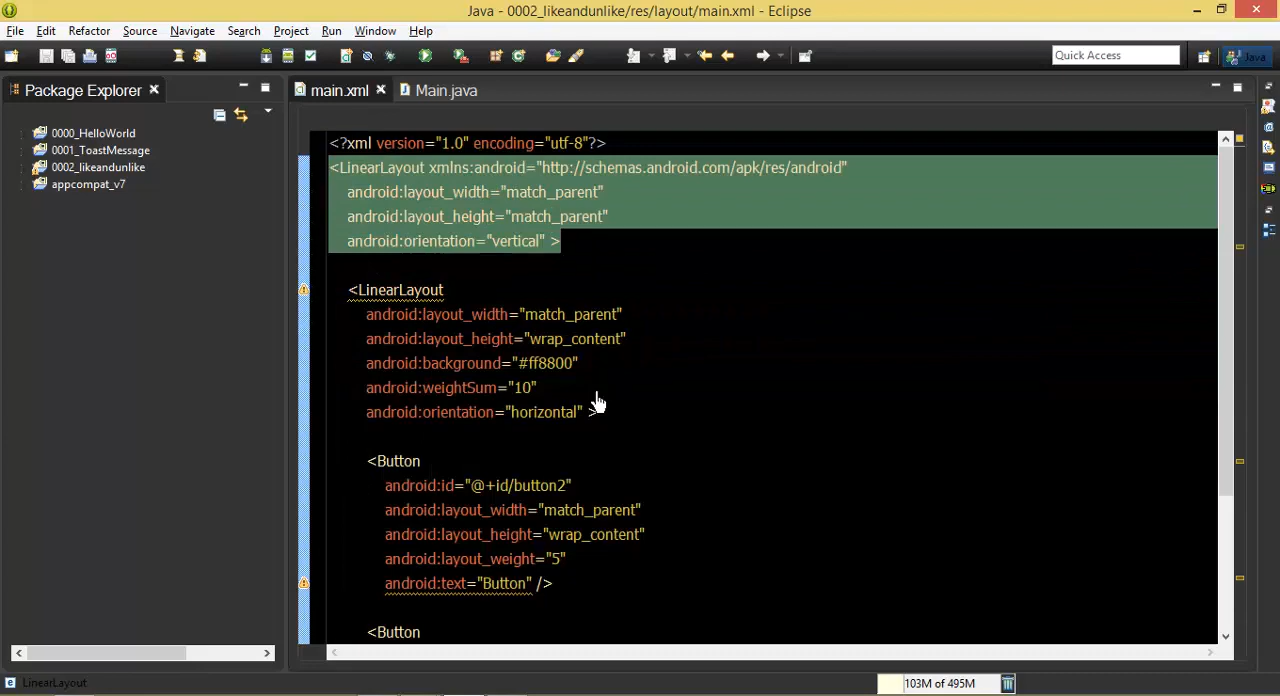 Java - 0002_likeandunlike/res/layout/main.xml - Eclipse
File Edit Refactor Source Navigate Search Project Run Window Help
Quick Access
Java
Package Explorer
main.xml
Main.java
0000_HelloWorld
0001_ToastMessage
0002_likeandunlike
appcompat_v7
<?xml version="1.0" encoding="utf-8"?>
<LinearLayout xmlns:android="http://schemas.android.com/apk/res/android"
android:layout_width="match_parent"
android:layout_height="match_parent"
android:orientation="vertical" >
<LinearLayout
android:layout_width="match_parent"
android:layout_height="wrap_content"
android:background="#ff8800"
android:weightSum="10"
android:orientation="horizontal" >
<Button
android:id="@+id/button2"
android:layout_width="match_parent"
android:layout_height="wrap_content"
android:layout_weight="5"
android:text="Button" />
<Button
LinearLayout
103M of 495M